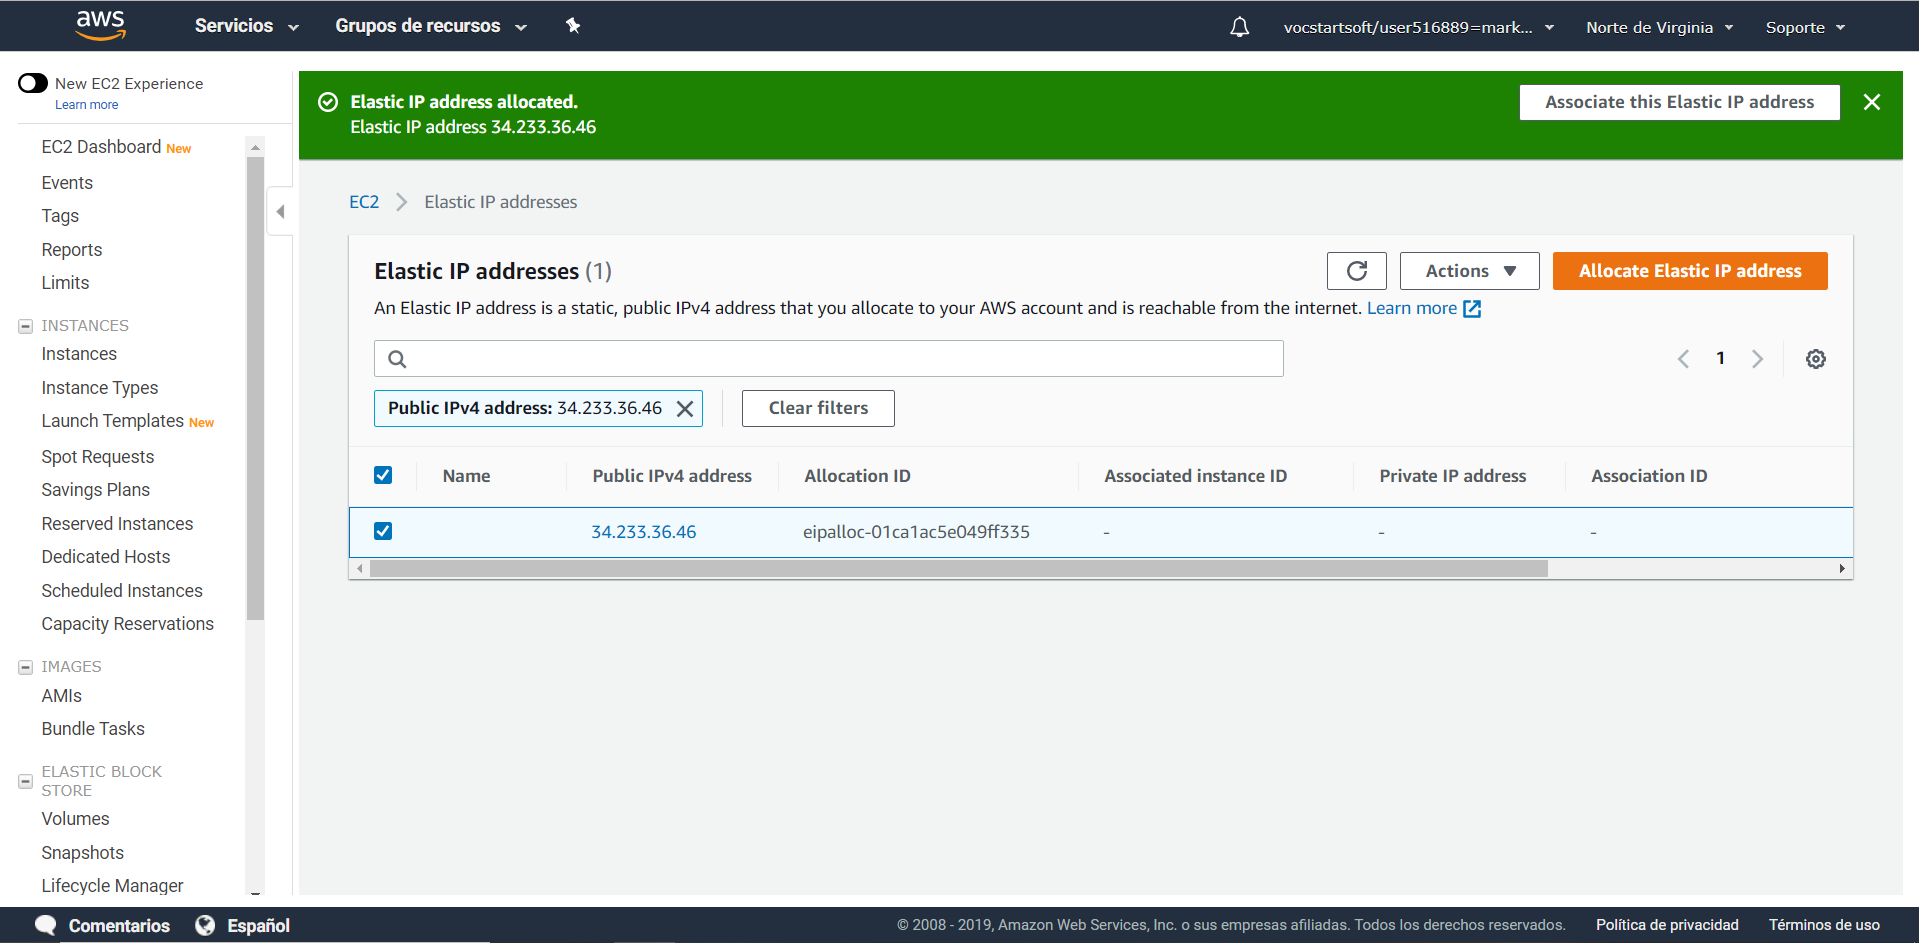 aws
Servicios
Grupos de recursos
vocstartsoft/user516889=mark...
Norte de Virginia
Soporte
New EC2 Experience
Learn more
EC2 Dashboard New
Events
Tags
Reports
Limits
INSTANCES
Instances
Instance Types
Launch Templates New
Spot Requests
Savings Plans
Reserved Instances
Dedicated Hosts
Scheduled Instances
Capacity Reservations
IMAGES
AMIs
Bundle Tasks
ELASTIC BLOCK
STORE
Volumes
Snapshots
Lifecycle Manager
Elastic IP address allocated.
Elastic IP address 34.233.36.46
Associate this Elastic IP address
EC2 Elastic IP addresses
Elastic IP addresses (1)
Actions
Allocate Elastic IP address
An Elastic IP address is a static, public IPv4 address that you allocate to your AWS account and is reachable from the internet. Learn more
1
Public IPv4 address: 34.233.36.46
Clear filters
Name Public IPv4 address Allocation ID Associated instance ID Private IP address Association ID
34.233.36.46 eipalloc-01ca1ac5e049ff335 - - -
Comentarios
Español
© 2008 - 2019, Amazon Web Services, Inc. o sus empresas afiliadas. Todos los derechos reservados.
Política de privacidad
Términos de uso